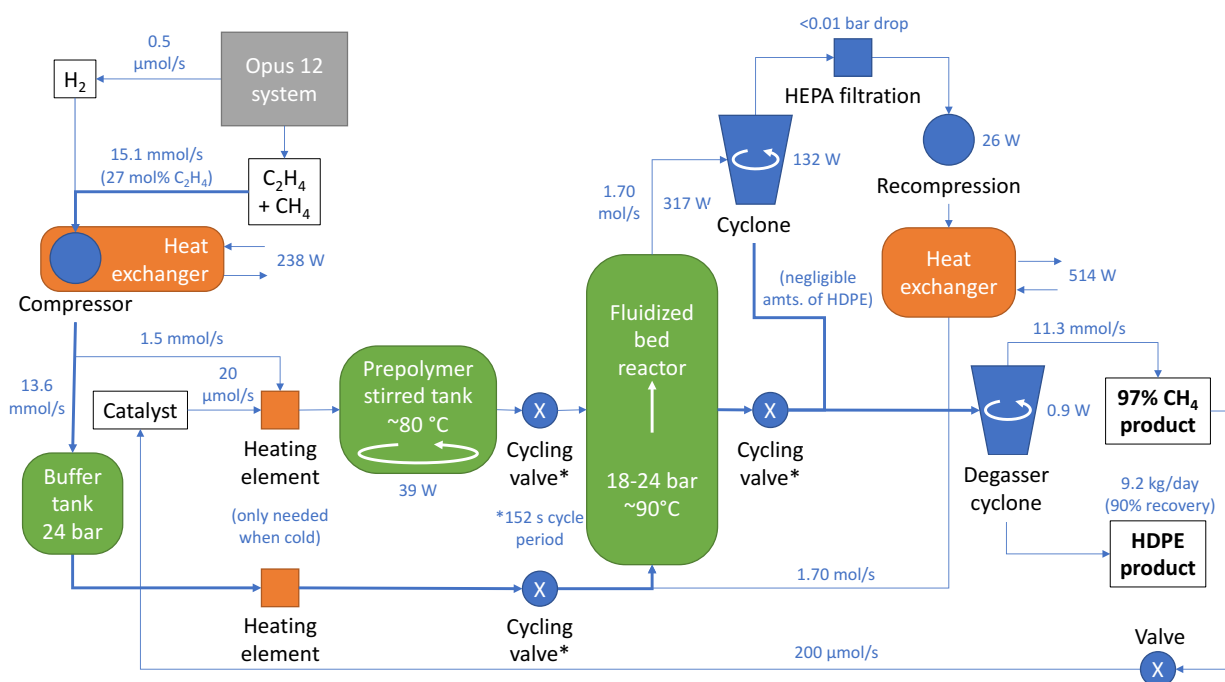 <0.01 bar drop
0.5
µmol/s
Opus 12
system
H₂
HEPA filtration
15.1 mmol/s
(27 mol% C₂H₄)
C₂H₄
+ CH₄
132 W
26 W
1.70
mol/s
317 W
Cyclone
Recompression
Heat
exchanger
238 W
Compressor
(negligible
amts. of HDPE)
Heat
exchanger
514 W
Fluidized
bed
reactor
18-24 bar
~90°C
1.5 mmol/s
11.3 mmol/s
13.6
mmol/s
20
µmol/s
Catalyst
Prepolymer
stirred tank
~80 °C
X
X
0.9 W
97% CH₄
product
Heating
element
Cycling
valve*
Cycling
valve*
Degasser
cyclone
Buffer
tank
24 bar
39 W
9.2 kg/day
(90% recovery)
(only needed
when cold)
*152 s cycle
period
HDPE
product
X
1.70 mol/s
Heating
element
Cycling
valve*
Valve
200 µmol/s
X